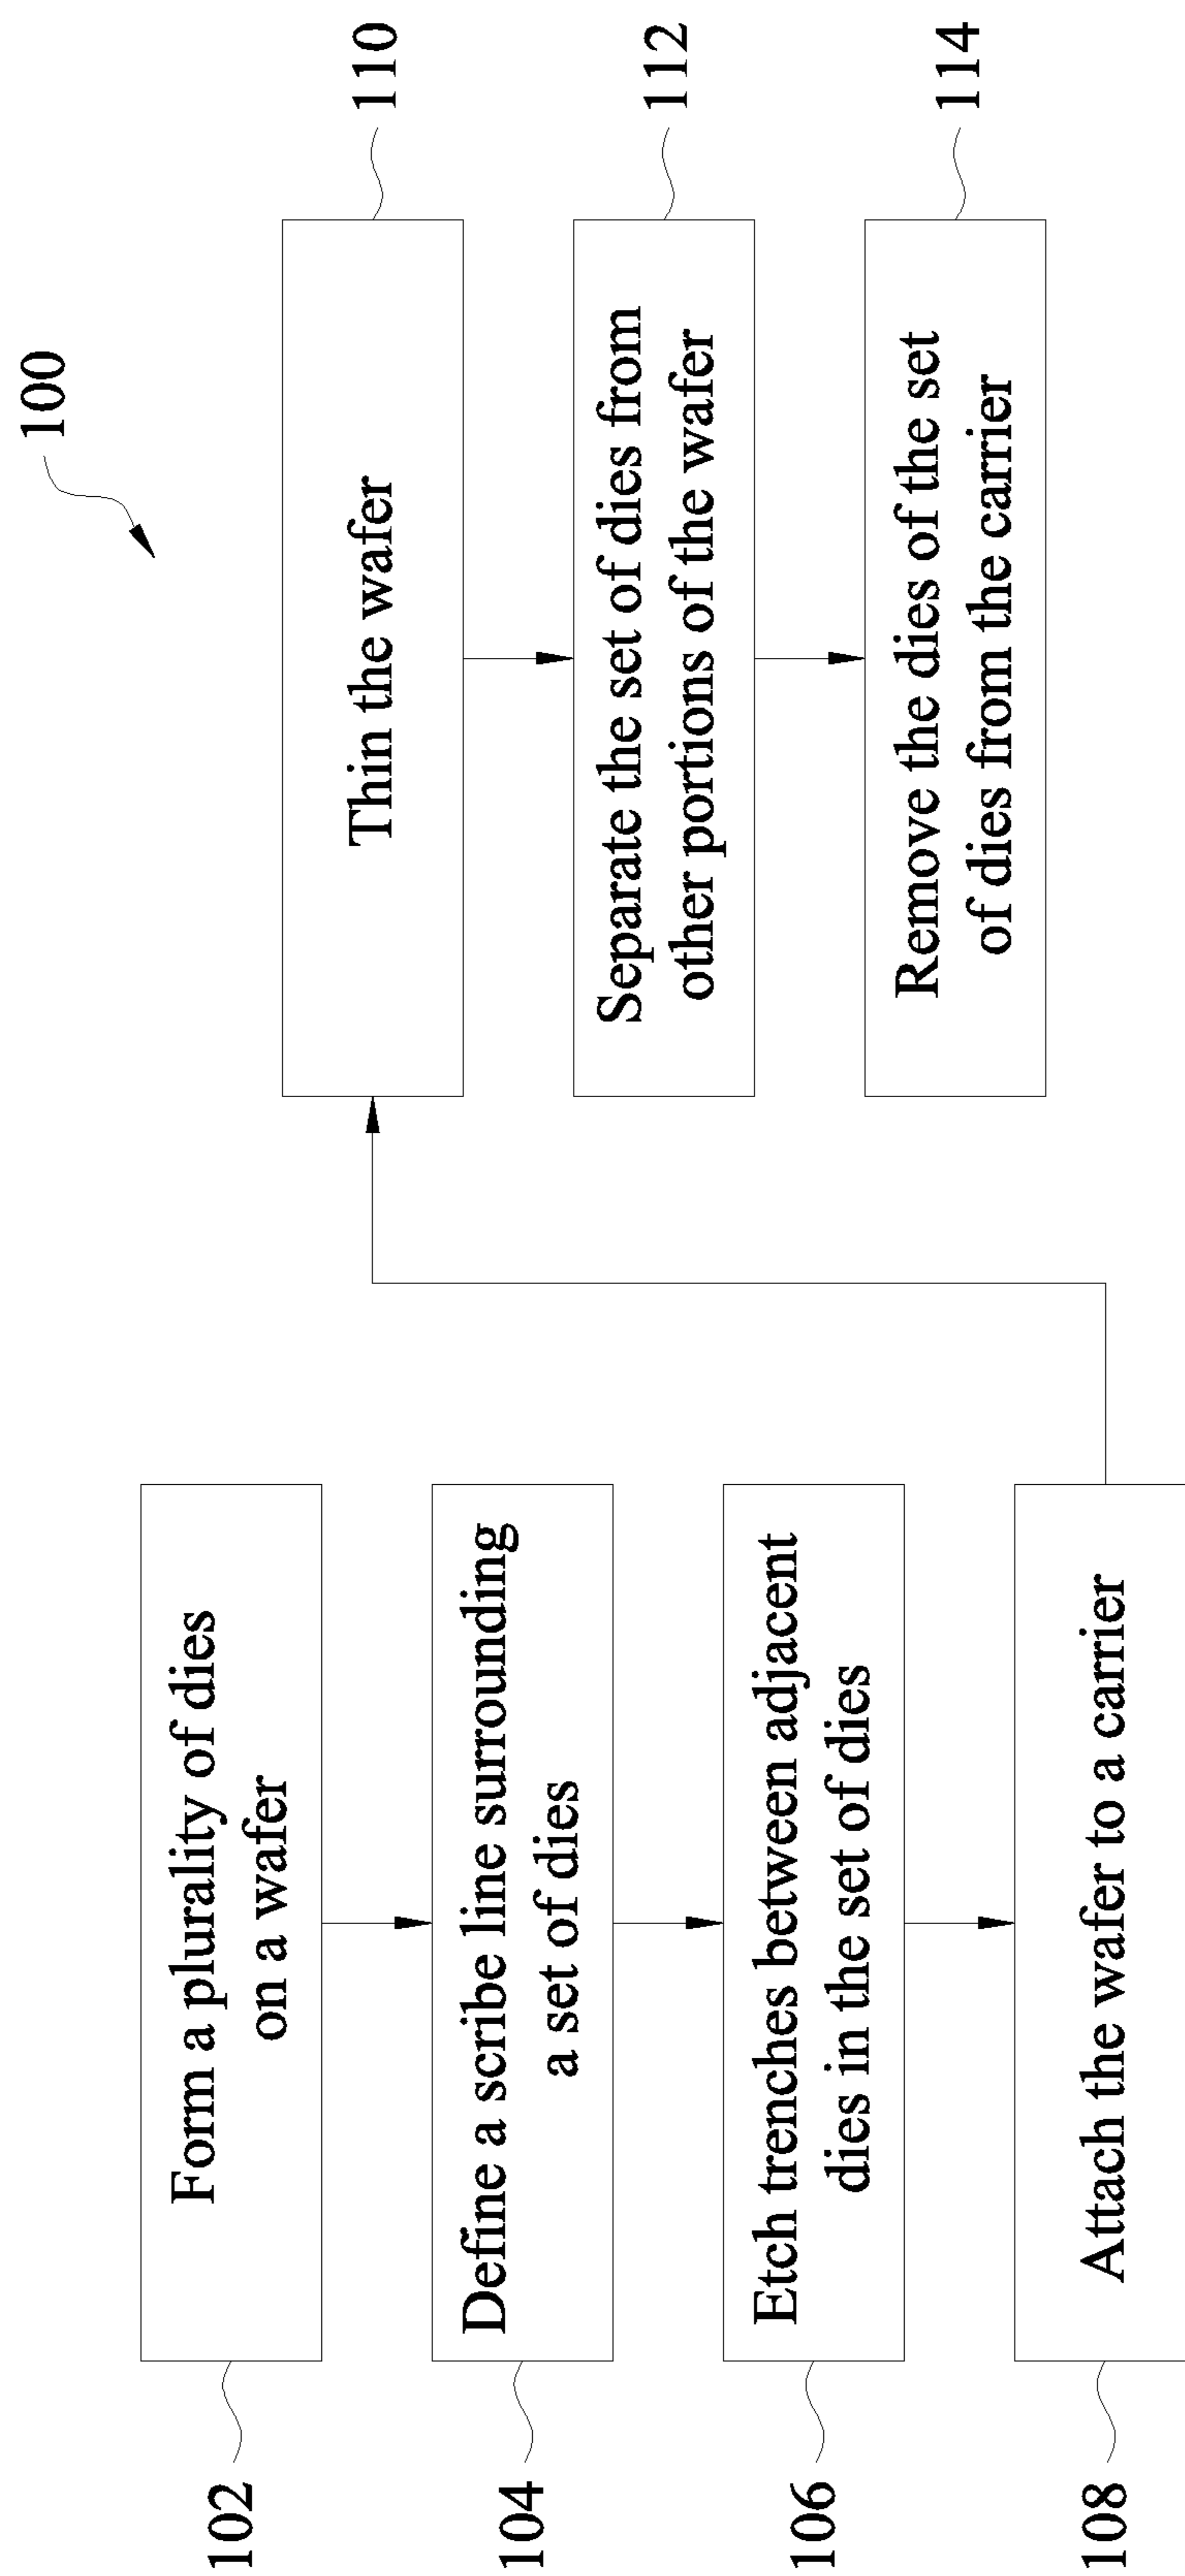 100
102
Form a plurality of dies
on a wafer
104
Define a scribe line surrounding
a set of dies
106
Etch trenches between adjacent
dies in the set of dies
108
Attach the wafer to a carrier
Thin the wafer
110
Separate the set of dies from
other portions of the wafer
112
Remove the dies of the set
of dies from the carrier
114